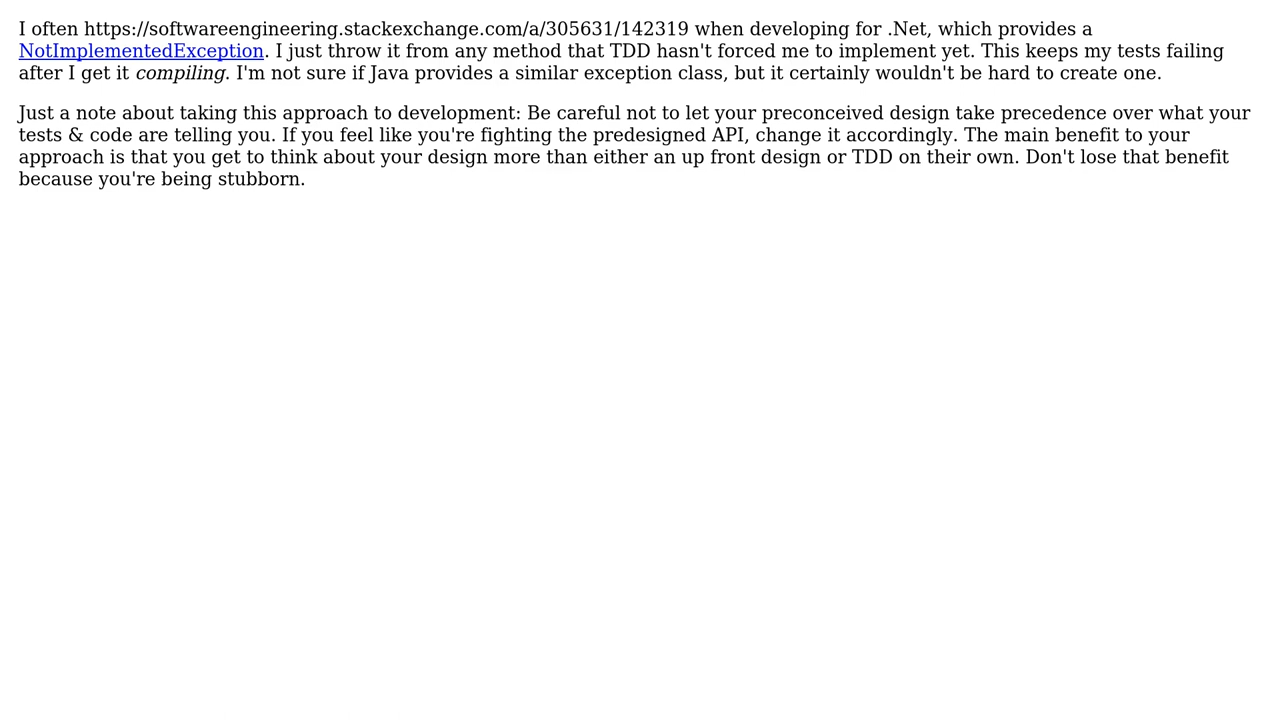 I often https://softwareengineering.stackexchange.com/a/305631/142319 when developing for .Net, which provides a
NotImplementedException. I just throw it from any method that TDD hasn't forced me to implement yet. This keeps my tests failing
after I get it compiling. I'm not sure if Java provides a similar exception class, but it certainly wouldn't be hard to create one.
Just a note about taking this approach to development: Be careful not to let your preconceived design take precedence over what your
tests & code are telling you. If you feel like you're fighting the predesigned API, change it accordingly. The main benefit to your
approach is that you get to think about your design more than either an up front design or TDD on their own. Don't lose that benefit
because you're being stubborn.